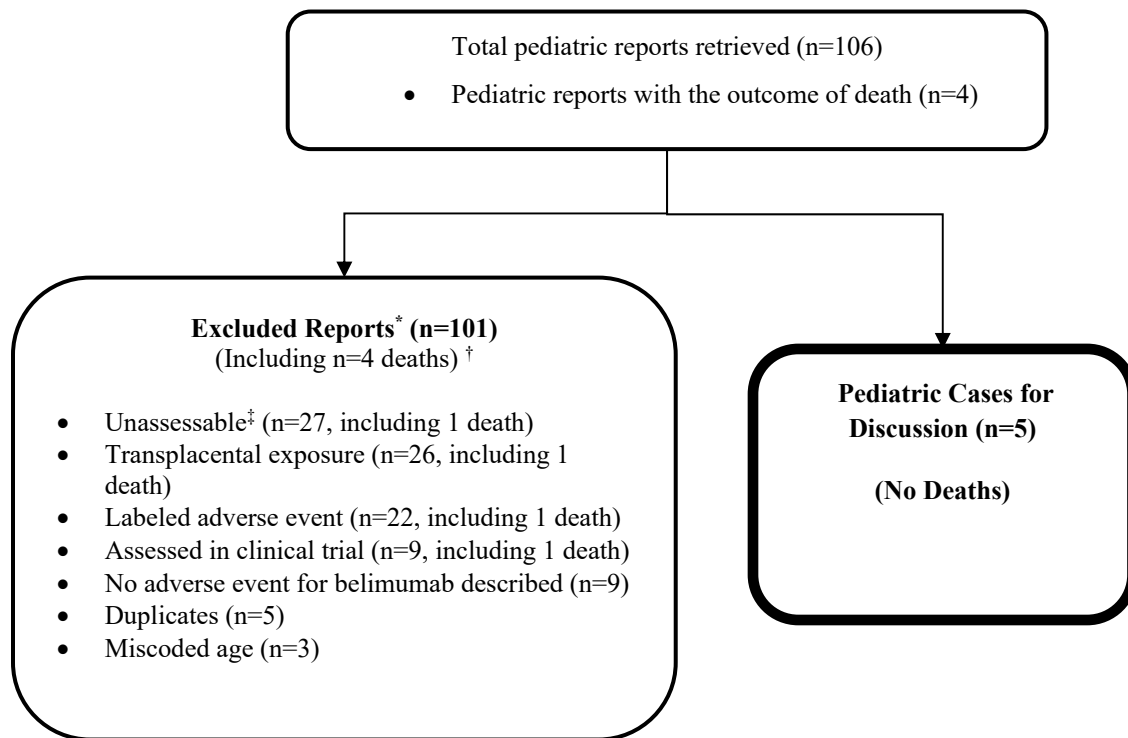 Total pediatric reports retrieved (n=106)
• Pediatric reports with the outcome of death (n=4)
Excluded Reports* (n=101)
(Including n=4 deaths) †
• Unassessable‡ (n=27, including 1 death)
• Transplacental exposure (n=26, including 1
death)
• Labeled adverse event (n=22, including 1 death)
• Assessed in clinical trial (n=9, including 1 death)
• No adverse event for belimumab described (n=9)
• Duplicates (n=5)
• Miscoded age (n=3)
Pediatric Cases for
Discussion (n=5)
(No Deaths)